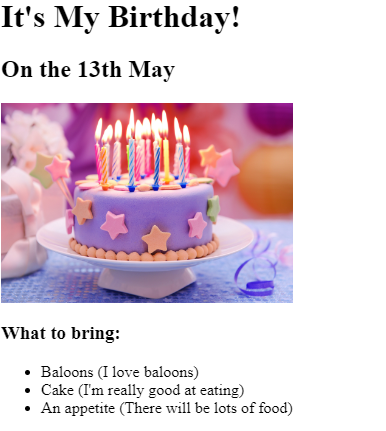 It's My Birthday!
On the 13th May
What to bring:
Baloons (I love baloons)
Cake (I'm really good at eating)
An appetite (There will be lots of food)